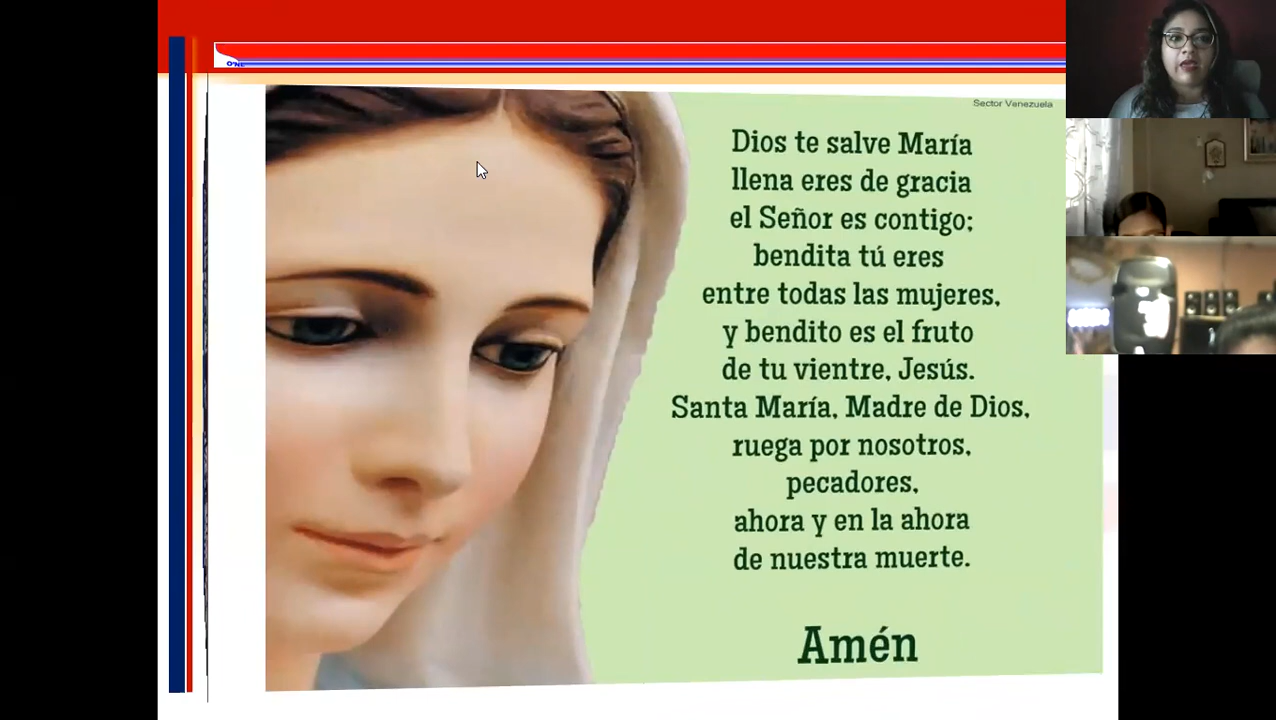 Sector Venezuela
Dios te salve María
llena eres de gracia
el Señor es contigo;
bendita tú eres
entre todas las mujeres,
y bendito es el fruto
de tu vientre, Jesús.
Santa María, Madre de Dios,
ruega por nosotros,
pecadores,
ahora y en la ahora
de nuestra muerte.
Amén